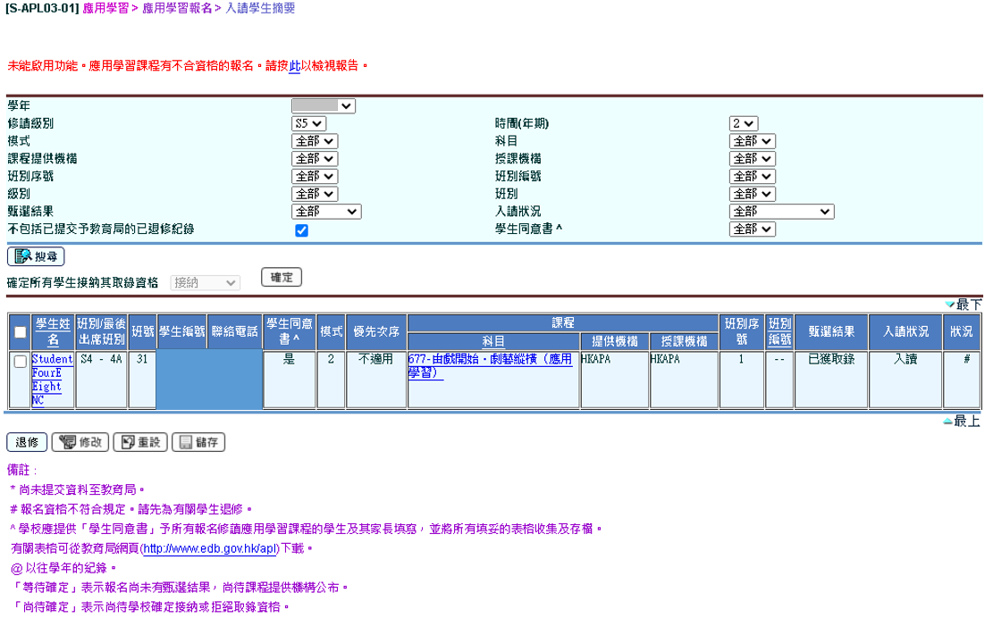 [S-APL03-01] 應用學習 > 應用學習報名 > 入讀學生摘要
未能啟用功能。應用學習課程有不合資格的報名。請按此以檢視報告。
學年
修讀級別 S5 時間(年期) 2
模式 全部 科目 全部
課程提供機構 全部 授課機構 全部
班別序號 全部 班別編號 全部
級別 全部 班別 全部
甄選結果 全部 入讀狀況 全部
不包括已提交予教育局的已退修紀錄 學生同意書 ^ 全部
搜尋
確定所有學生接納其取錄資格 接納 確定
最下
學生姓名 班別/最後出席班別 班號 學生編號 聯絡電話 學生同意書 ^ 模式 優先次序 課程 班別序號 班別編號 甄選結果 入讀狀況 狀況
科目 提供機構 授課機構
Student FourE Eight NC S4 - 4A 31 是 2 不適用 677-由戲開始．劇藝縱橫（應用學習） HKAPA HKAPA 1 -- 已獲取錄 入讀 #
最上
退修 修改 重設 儲存
備註 :
* 尚未提交資料至教育局。
# 報名資格不符合規定。請先為有關學生退修。
^ 學校應提供「學生同意書」予所有報名修讀應用學習課程的學生及其家長填寫，並將所有填妥的表格收集及存檔。
有關表格可從教育局網頁(http://www.edb.gov.hk/apl)下載。
@ 以往學年的紀錄。
「等待確定」表示報名尚未有甄選結果，尚待課程提供機構公布。
「尚待確定」表示尚待學校確定接納或拒絕取錄資格。